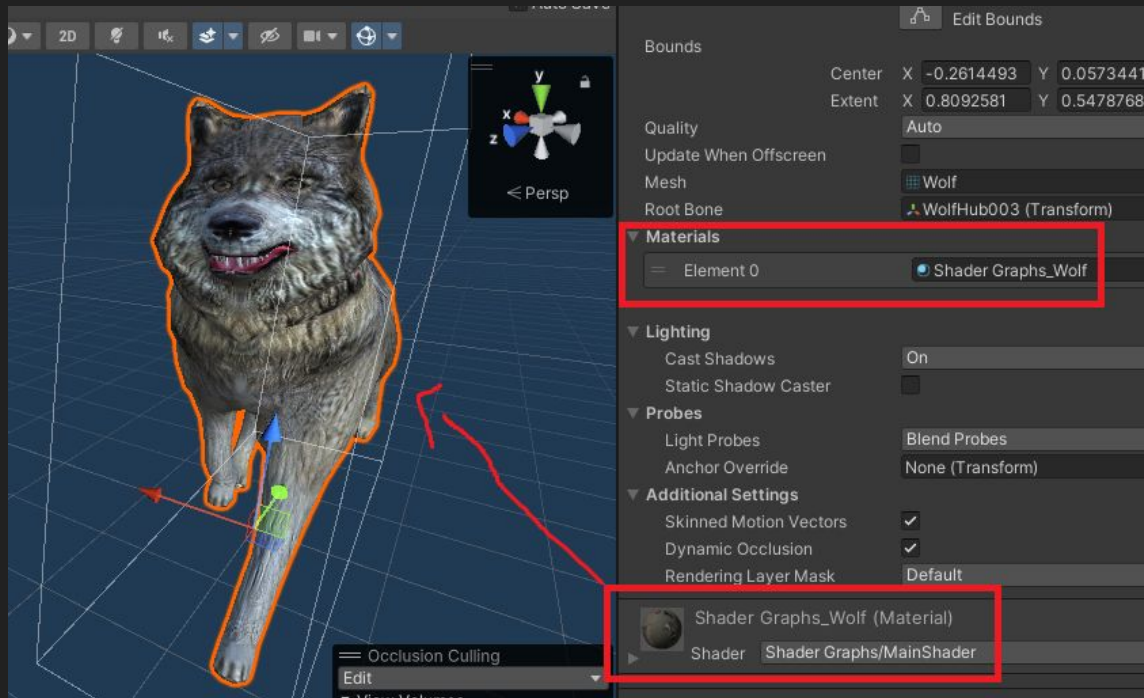 Auto Save
2D
y
x
z
< Persp
Occlusion Culling
Edit
Edit Bounds
Bounds
Center X -0.2614493 Y 0.0573441
Extent X 0.8092581 Y 0.5478768
Quality Auto
Update When Offscreen
Mesh Wolf
Root Bone WolfHub003 (Transform)
Materials
Element 0 Shader Graphs_Wolf
Lighting
Cast Shadows On
Static Shadow Caster
Probes
Light Probes Blend Probes
Anchor Override None (Transform)
Additional Settings
Skinned Motion Vectors
Dynamic Occlusion
Rendering Layer Mask Default
Shader Graphs_Wolf (Material)
Shader Shader Graphs/MainShader